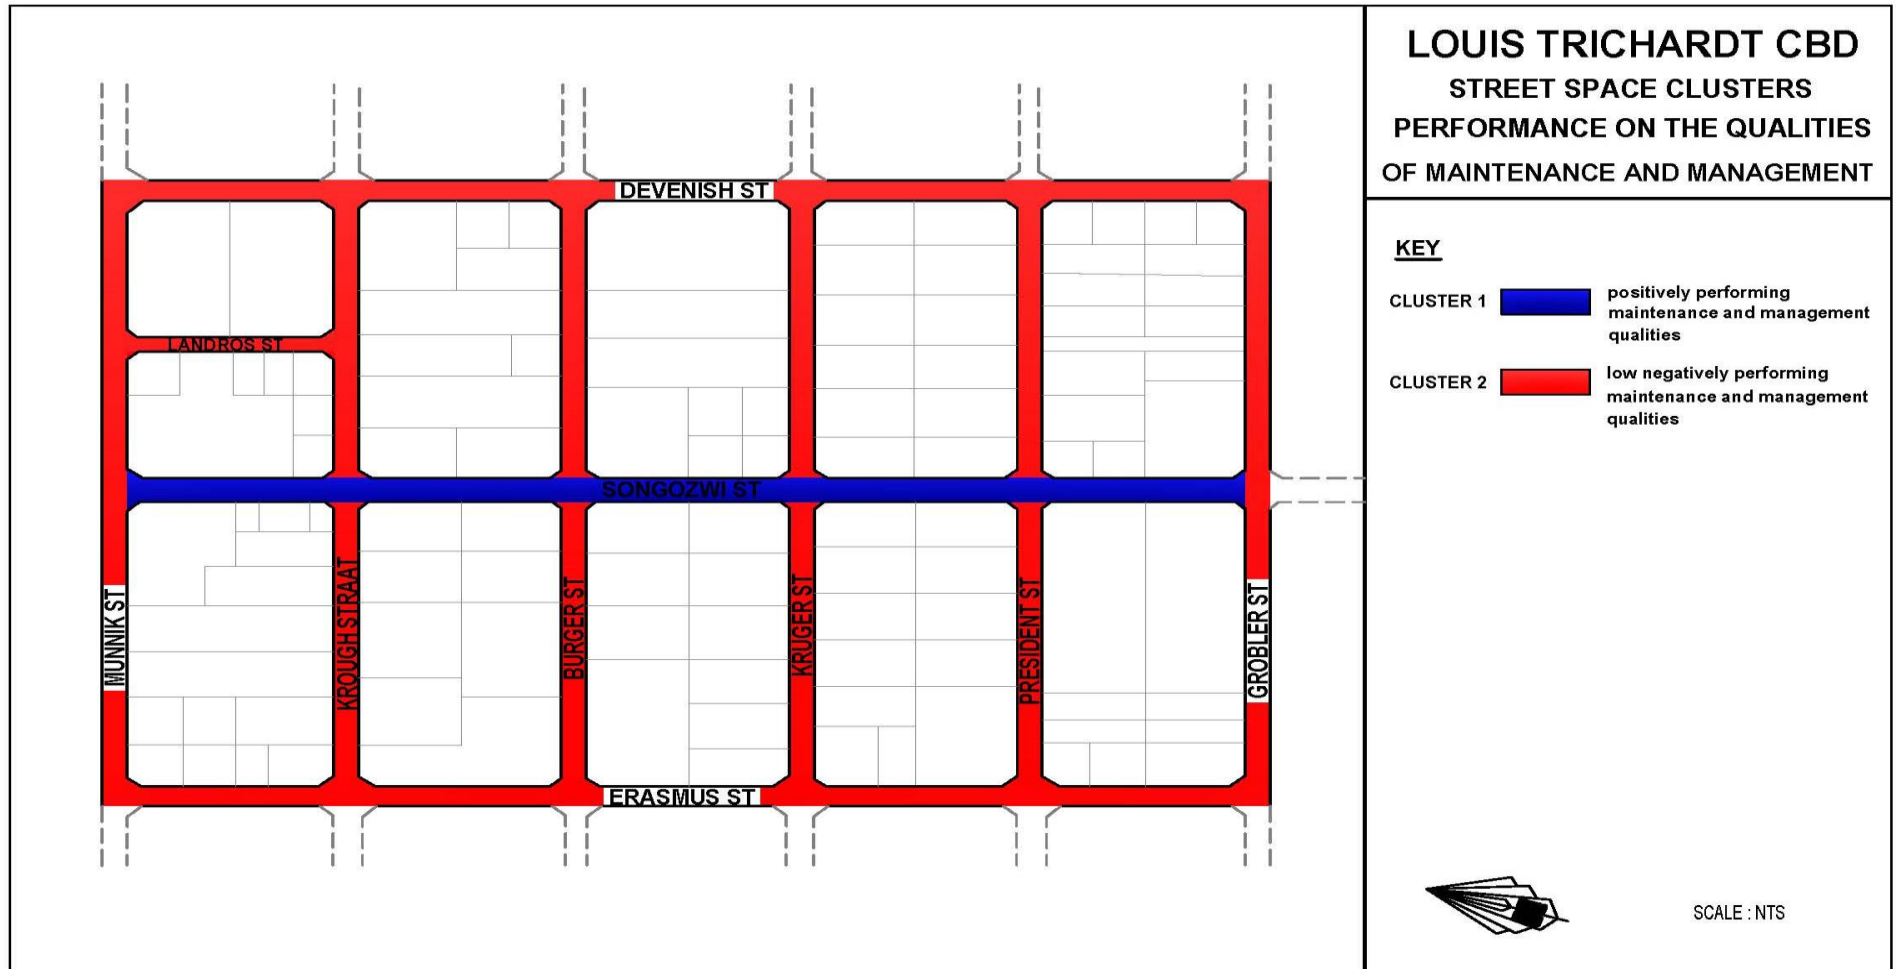 LOUIS TRICHARDT CBD
STREET SPACE CLUSTERS
PERFORMANCE ON THE QUALITIES
OF MAINTENANCE AND MANAGEMENT
KEY
CLUSTER 1
positively performing
maintenance and management
qualities
CLUSTER 2
low negatively performing
maintenance and management
qualities
DEVENISH ST
LANDROS ST
SONGOZWI ST
MUNNIK ST
KROUGH STRAAT
BURGER ST
KRUGER ST
PRESIDENT ST
GROBLER ST
ERASMUS ST
SCALE : NTS